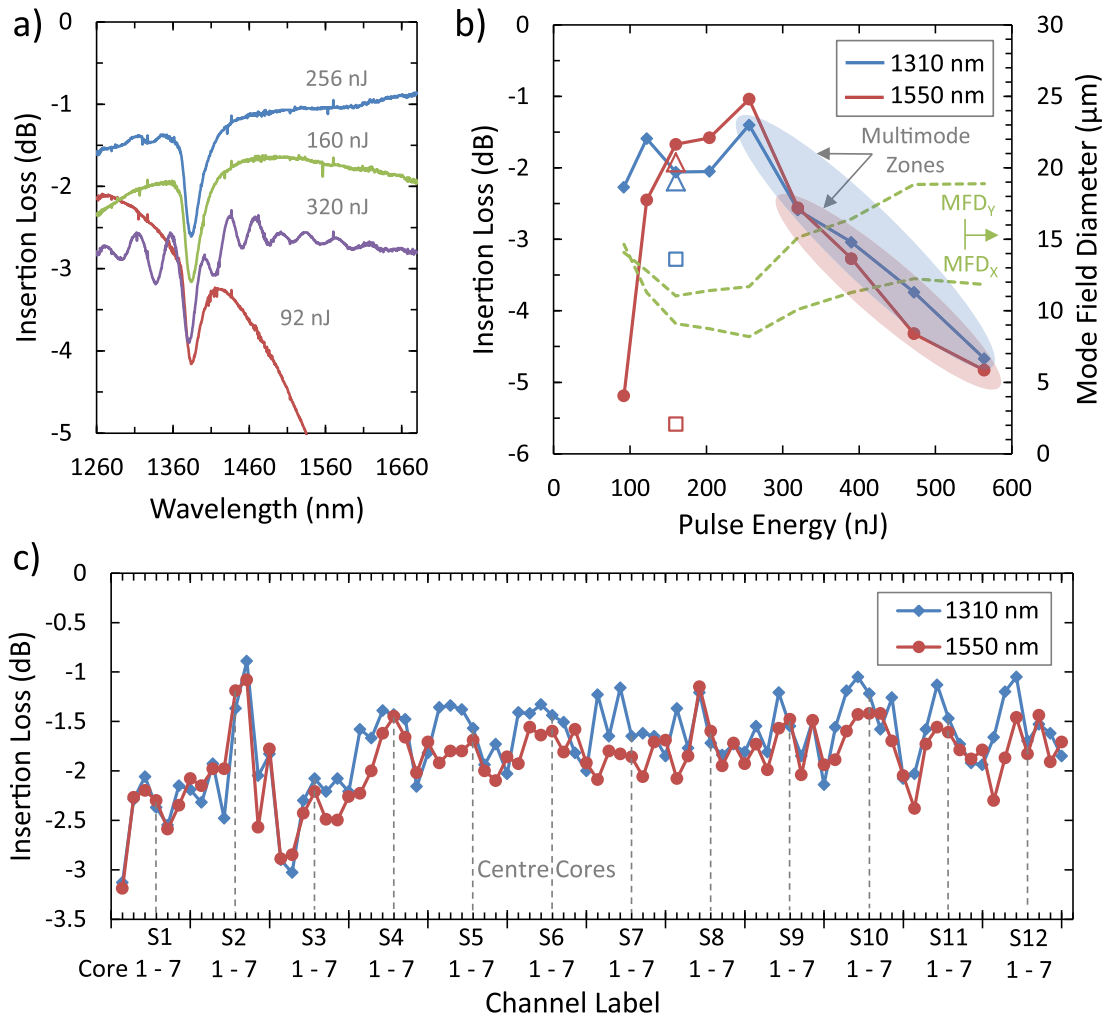 a)
0
-1
-2
-3
-4
-5
Insertion Loss (dB)
256 nJ
160 nJ
320 nJ
92 nJ
1260 1360 1460 1560 1660
Wavelength (nm)
b)
0
-1
-2
-3
-4
-5
-6
Insertion Loss (dB)
1310 nm
1550 nm
Multimode
Zones
MFDY
MFDX
30
25
20
15
10
5
0
Mode Field Diameter (µm)
0 100 200 300 400 500 600
Pulse Energy (nJ)
c)
0
-0.5
-1
-1.5
-2
-2.5
-3
-3.5
Insertion Loss (dB)
1310 nm
1550 nm
Centre Cores
S1 S2 S3 S4 S5 S6 S7 S8 S9 S10 S11 S12
Core 1 - 7 1 - 7 1 - 7 1 - 7 1 - 7 1 - 7 1 - 7 1 - 7 1 - 7 1 - 7 1 - 7 1 - 7
Channel Label